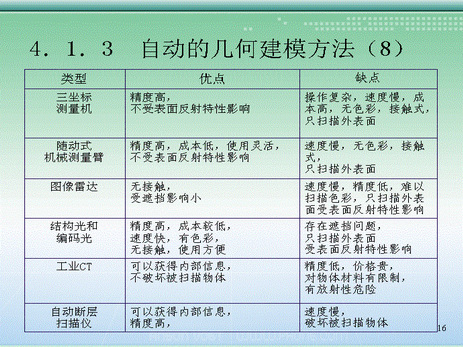 4．1．3 自动的几何建模方法（8）
类型 优点 缺点
三坐标
测量机
精度高，
不受表面反射特性影响
操作复杂，速度慢，成
本高，无色彩，接触式，
只扫描外表面
随动式
机械测量臂
精度高，成本低，使用灵活，
不受表面反射特性影响
速度慢，无色彩，接触
式，
只扫描外表面
图像雷达
无接触，
受遮挡影响小
速度慢，精度低，难以
扫描色彩，只扫描外表
面受表面反射特性影响
结构光和
编码光
精度高，成本较低，
速度快，有色彩，
无接触，使用方便
存在遮挡问题，
只扫描外表面
受表面反射特性影响
工业CT
可以获得内部信息，
不破坏被扫描物体
精度低，价格贵，
对物体材料有限制，
有放射性危险
自动断层
扫描仪
可以获得内部信息，
精度高，
速度慢，
破坏被扫描物体
16